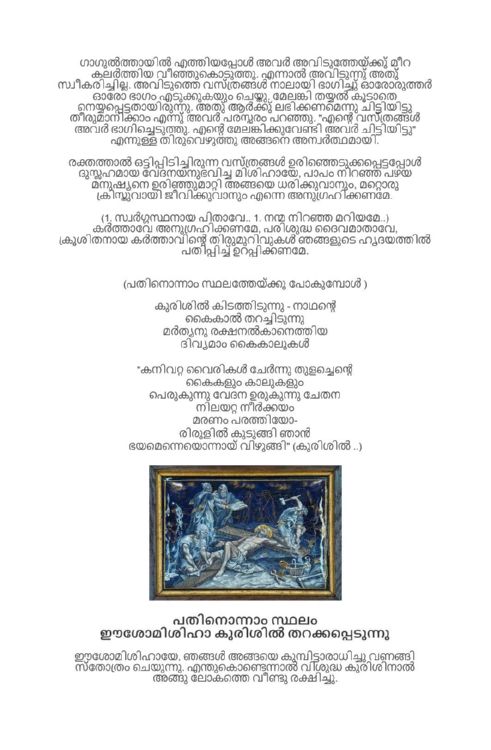 ഗാഗുൽത്തായിൽ എത്തിയപ്പോൾ അവർ അവിടുത്തേയ്ക്കു മീറ
കലർത്തിയ വീഞ്ഞുകൊടുത്തു. എന്നാൽ അവിടുന്നു അതു്
സ്വീകരിച്ചില്ല. അവിടുത്തെ വസ്ത്രങ്ങൾ നാലായി ഭാഗിച്ചു് ഓരോരുത്തർ
ഓരോ ഭാഗം എടുക്കുകയും ചെയ്തു. മേലങ്കി തയ്യൽ കൂടാതെ
നെയ്യപ്പെട്ടതായിരുന്നു. അതു ആർക്കു ലഭിക്കണമെന്നു ചിട്ടിയിട്ടു
തീരുമാനിക്കാം എന്നു് അവർ പരസ്പരം പറഞ്ഞു. "എന്റെ വസ്ത്രങ്ങൾ
അവർ ഭാഗിച്ചെടുത്തു. എന്റെ മേലങ്കിക്കുവേണ്ടി അവർ ചിട്ടിയിട്ടു"
എന്നുള്ള തിരുവെഴുത്തു അങ്ങനെ അന്വർത്ഥമായി.
രക്തത്താൽ ഒട്ടിപ്പിടിച്ചിരുന്ന വസ്ത്രങ്ങൾ ഉരിഞ്ഞെടുക്കപ്പെട്ടപ്പോൾ
ദുസ്സഹമായ വേദനയനുഭവിച്ച മിശിഹായേ, പാപം നിറഞ്ഞ പഴയ
മനുഷ്യനെ ഉരിഞ്ഞുമാറ്റി അങ്ങയെ ധരിക്കുവാനും, മറ്റൊരു
ക്രിസ്തുവായി ജീവിക്കുവാനും എന്നെ അനുഗ്രഹിക്കണമേ.
(1. സ്വർഗ്ഗസ്ഥനായ പിതാവേ.. 1. നന്മ നിറഞ്ഞ മറിയമേ..)
കർത്താവേ അനുഗ്രഹിക്കണമേ, പരിശുദ്ധ ദൈവമാതാവേ,
ക്രൂശിതനായ കർത്താവിന്റെ തിരുമുറിവുകൾ ഞങ്ങളുടെ ഹൃദയത്തിൽ
പതിപ്പിച്ച് ഉറപ്പിക്കണമേ.
(പതിനൊന്നാം സ്ഥലത്തേയ്ക്കു പോകുമ്പോൾ )
കുരിശിൽ കിടത്തിടുന്നു - നാഥന്റെ
കൈകാൽ തറച്ചിടുന്നു
മർത്യനു രക്ഷനൽകാനെത്തിയ
ദിവ്യമാം കൈകാലുകൾ
"കനിവറ്റ വൈരികൾ ചേർന്നു തുളച്ചെന്റെ
കൈകളും കാലുകളും
പെരുകുന്നു വേദന ഉരുകുന്നു ചേതന
നിലയറ്റ നീർക്കയം
മരണം പരത്തിയോ-
രിരുളിൽ കുടുങ്ങി ഞാൻ
ഭയമെന്നെയൊന്നായ് വിഴുങ്ങി" (കുരിശിൽ ..)
പതിനൊന്നാം സ്ഥലം
ഈശോമിശിഹാ കുരിശിൽ തറക്കപ്പെടുന്നു
ഈശോമിശിഹായേ, ഞങ്ങൾ അങ്ങയെ കുമ്പിട്ടാരാധിച്ചു വണങ്ങി
സ്തോത്രം ചെയുന്നു. എന്തുകൊണ്ടെന്നാൽ വിശുദ്ധ കുരിശിനാൽ
അങ്ങു ലോകത്തെ വീണ്ടു രക്ഷിച്ചു.